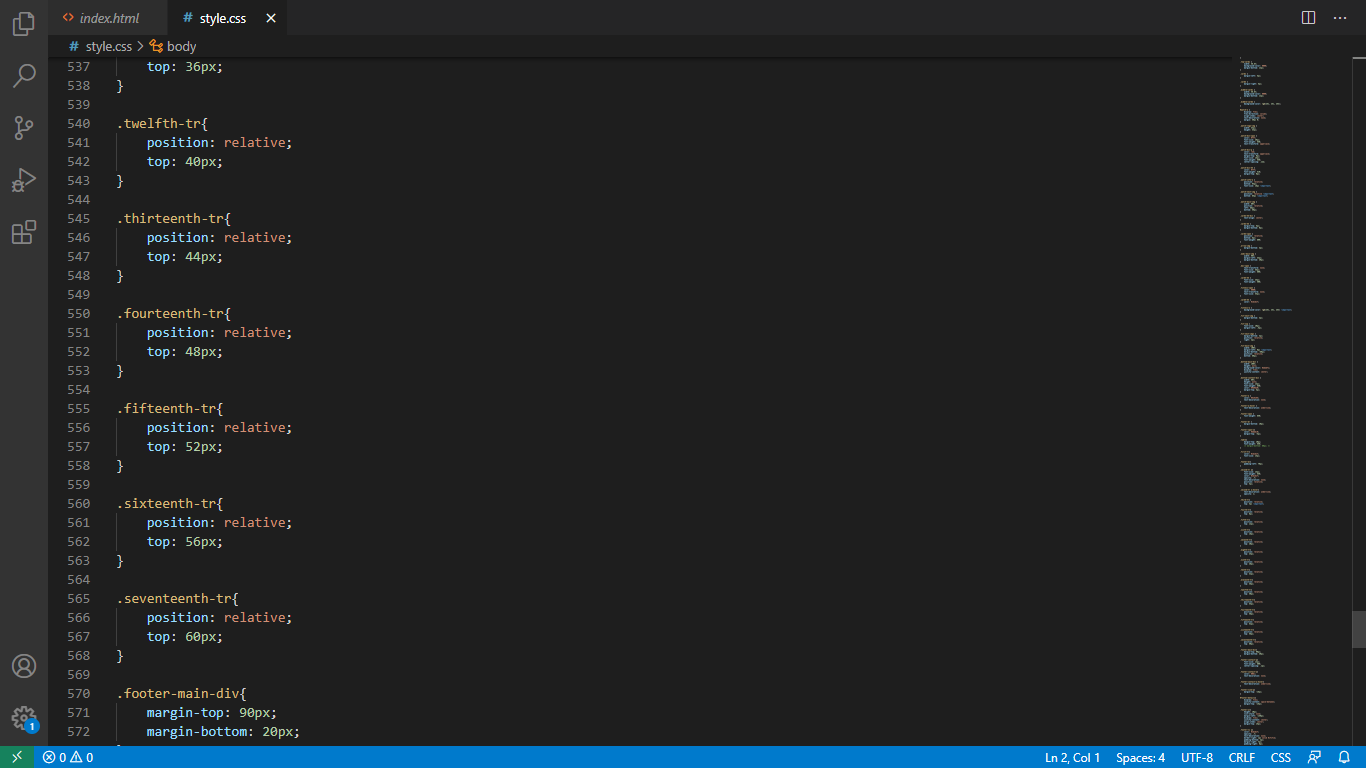 index.html
# style.css
# style.css > body
537 top: 36px;
538 }
539
540 .twelfth-tr{
541 position: relative;
542 top: 40px;
543 }
544
545 .thirteenth-tr{
546 position: relative;
547 top: 44px;
548 }
549
550 .fourteenth-tr{
551 position: relative;
552 top: 48px;
553 }
554
555 .fifteenth-tr{
556 position: relative;
557 top: 52px;
558 }
559
560 .sixteenth-tr{
561 position: relative;
562 top: 56px;
563 }
564
565 .seventeenth-tr{
566 position: relative;
567 top: 60px;
568 }
569
570 .footer-main-div{
571 margin-top: 90px;
572 margin-bottom: 20px;
1
0 0 Ln 2, Col 1 Spaces: 4 UTF-8 CRLF CSS